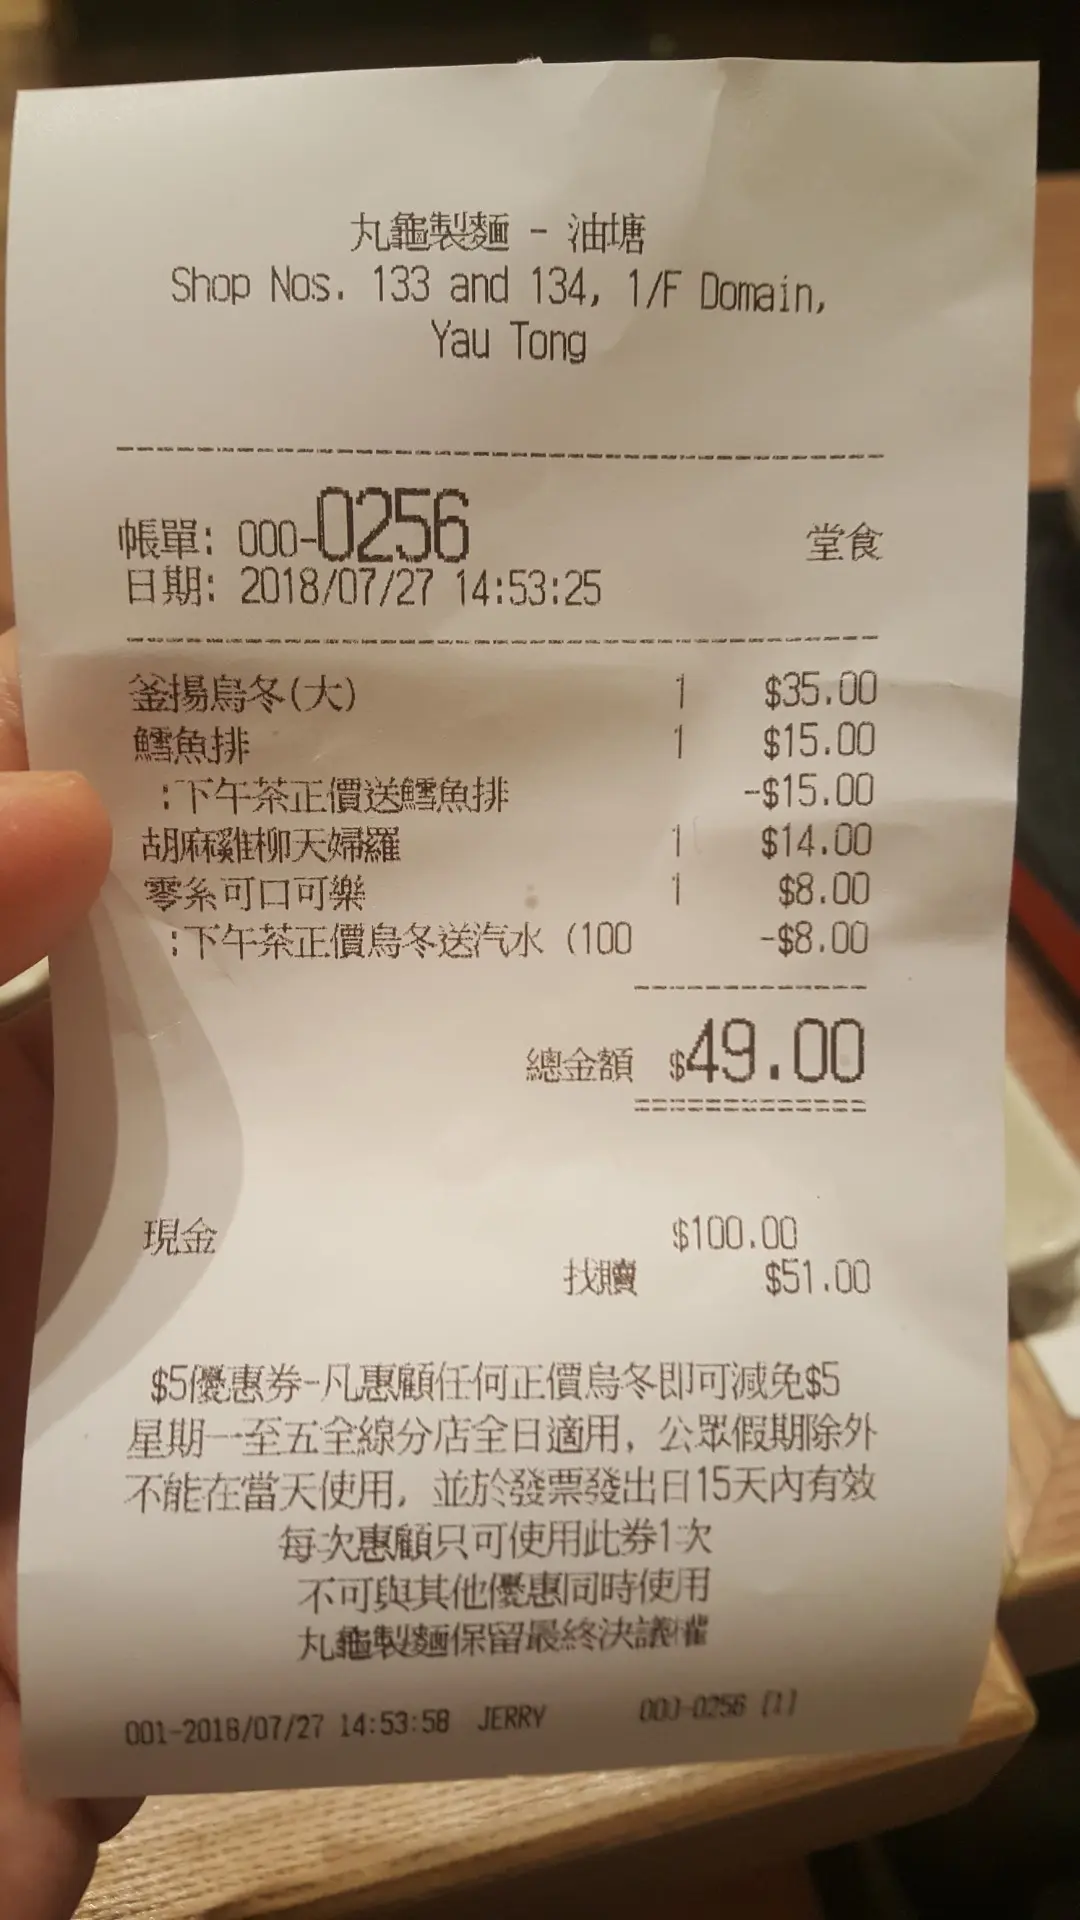 丸龜製麵 - 油塘
Shop Nos. 133 and 134, 1/F Domain,
Yau Tong
帳單: 000-0256 堂食
日期: 2018/07/27 14:53:25
釜揚烏冬(大) 1 $35.00
鱈魚排 1 $15.00
:下午茶正價送鱈魚排 -$15.00
胡麻雞柳天婦羅 1 $14.00
零系可口可樂 1 $8.00
:下午茶正價烏冬送汽水 (100 -$8.00
總金額 $49.00
現金 $100.00
找贖 $51.00
$5優惠券-凡惠顧任何正價烏冬即可減免$5
星期一至五全線分店全日適用, 公眾假期除外
不能在當天使用, 並於發票發出日15天內有效
每次惠顧只可使用此券1次
不可與其他優惠同時使用
丸龜製麵保留最終決議權
001-2018/07/27 14:53:58 JERRY 000-0256 [1]